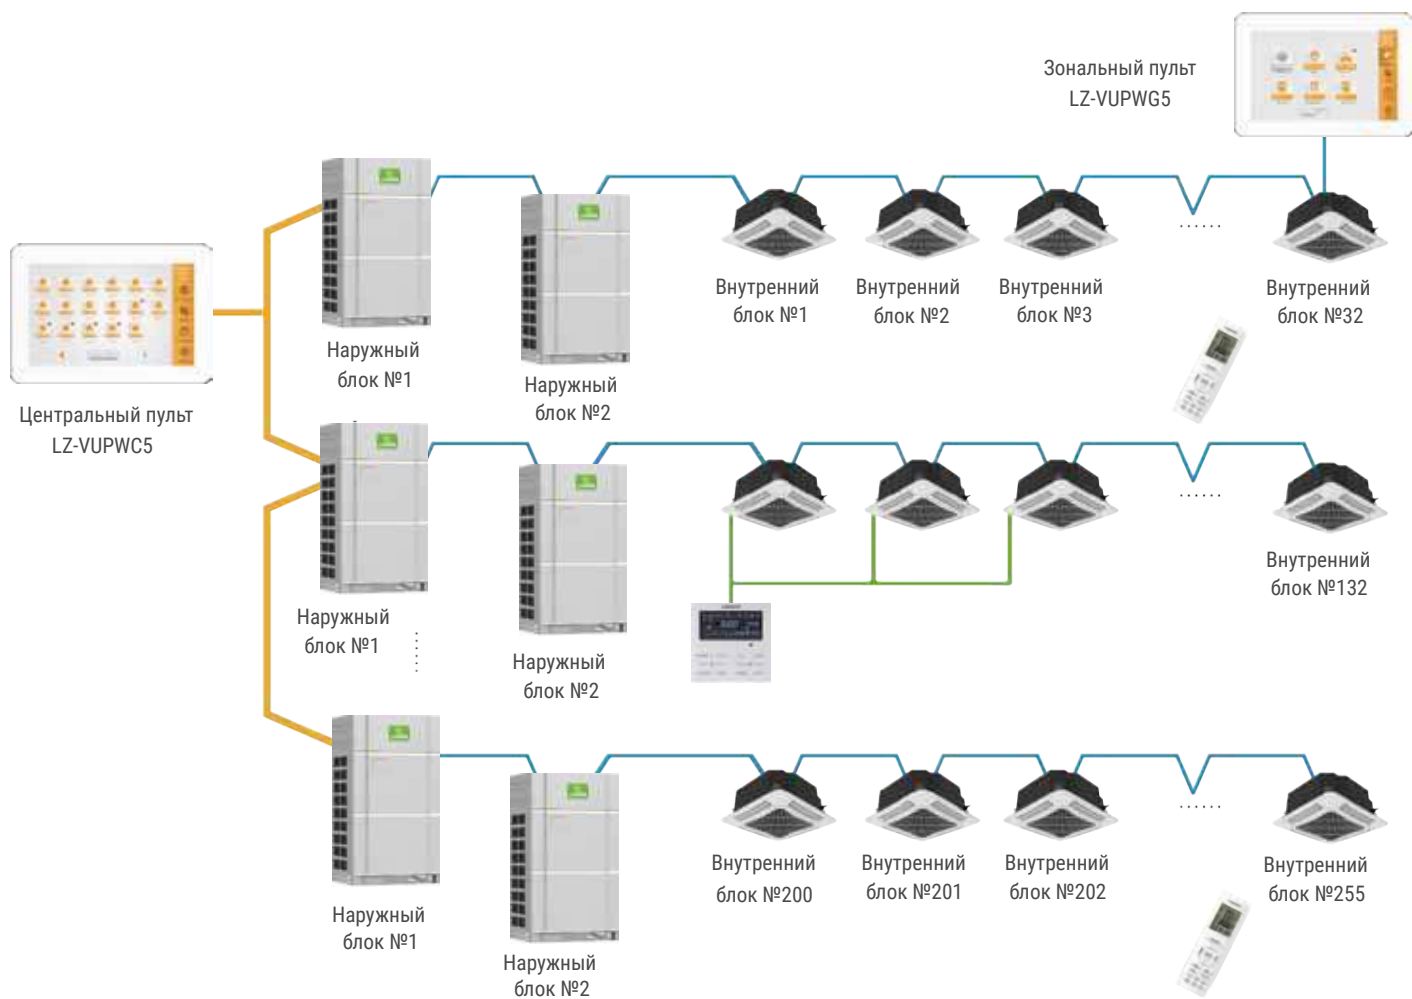 Зональный пульт
LZ-VUPWG5
Внутренний
блок №1
Внутренний
блок №2
Внутренний
блок №3
Внутренний
блок №32
Наружный
блок №1
Наружный
блок №2
Центральный пульт
LZ-VUPWC5
Внутренний
блок №132
Наружный
блок №1
Наружный
блок №2
Внутренний
блок №200
Внутренний
блок №201
Внутренний
блок №202
Внутренний
блок №255
Наружный
блок №1
Наружный
блок №2